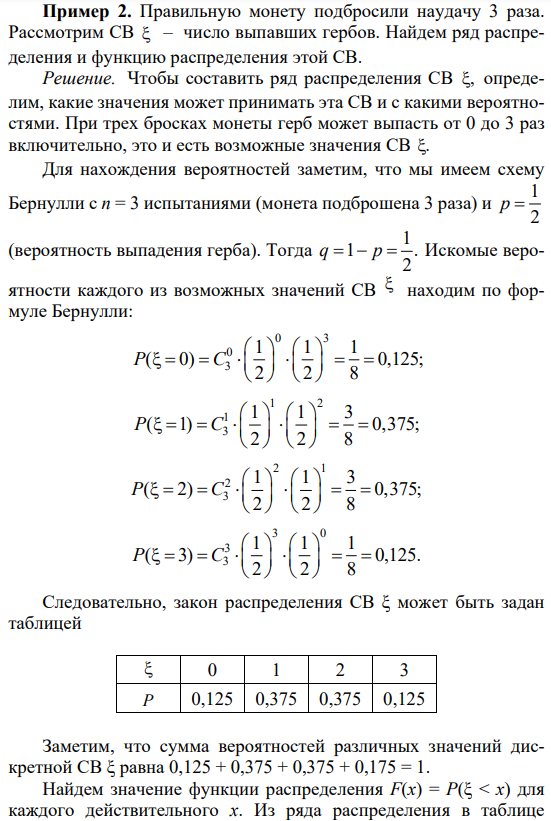 Пример 2. Правильную монету подбросили наудачу 3 раза.
Рассмотрим СВ ξ – число выпавших гербов. Найдем ряд распре-
деления и функцию распределения этой СВ.
Решение. Чтобы составить ряд распределения СВ ξ, опреде-
лим, какие значения может принимать эта СВ и с какими вероятно-
стями. При трех бросках монеты герб может выпасть от 0 до 3 раз
включительно, это и есть возможные значения СВ ξ.
Для нахождения вероятностей заметим, что мы имеем схему
Бернулли с n = 3 испытаниями (монета подброшена 3 раза) и p = 1/2
(вероятность выпадения герба). Тогда q = 1 − p = 1/2. Искомые веро-
ятности каждого из возможных значений СВ ξ находим по фор-
муле Бернулли:
P(ξ = 0) = C₃⁰ · (1/2)⁰ · (1/2)³ = 1/8 = 0,125;
P(ξ = 1) = C₃¹ · (1/2)¹ · (1/2)² = 3/8 = 0,375;
P(ξ = 2) = C₃² · (1/2)² · (1/2)¹ = 3/8 = 0,375;
P(ξ = 3) = C₃³ · (1/2)³ · (1/2)⁰ = 1/8 = 0,125.
Следовательно, закон распределения СВ ξ может быть задан
таблицей
ξ 0 1 2 3
P 0,125 0,375 0,375 0,125
Заметим, что сумма вероятностей различных значений дис-
кретной СВ ξ равна 0,125 + 0,375 + 0,375 + 0,175 = 1.
Найдем значение функции распределения F(x) = P(ξ < x) для
каждого действительного x. Из ряда распределения в таблице